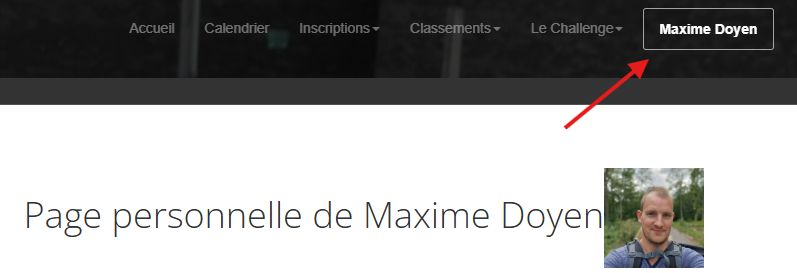 Accueil Calendrier Inscriptions Classements Le Challenge Maxime Doyen
Page personnelle de Maxime Doyen